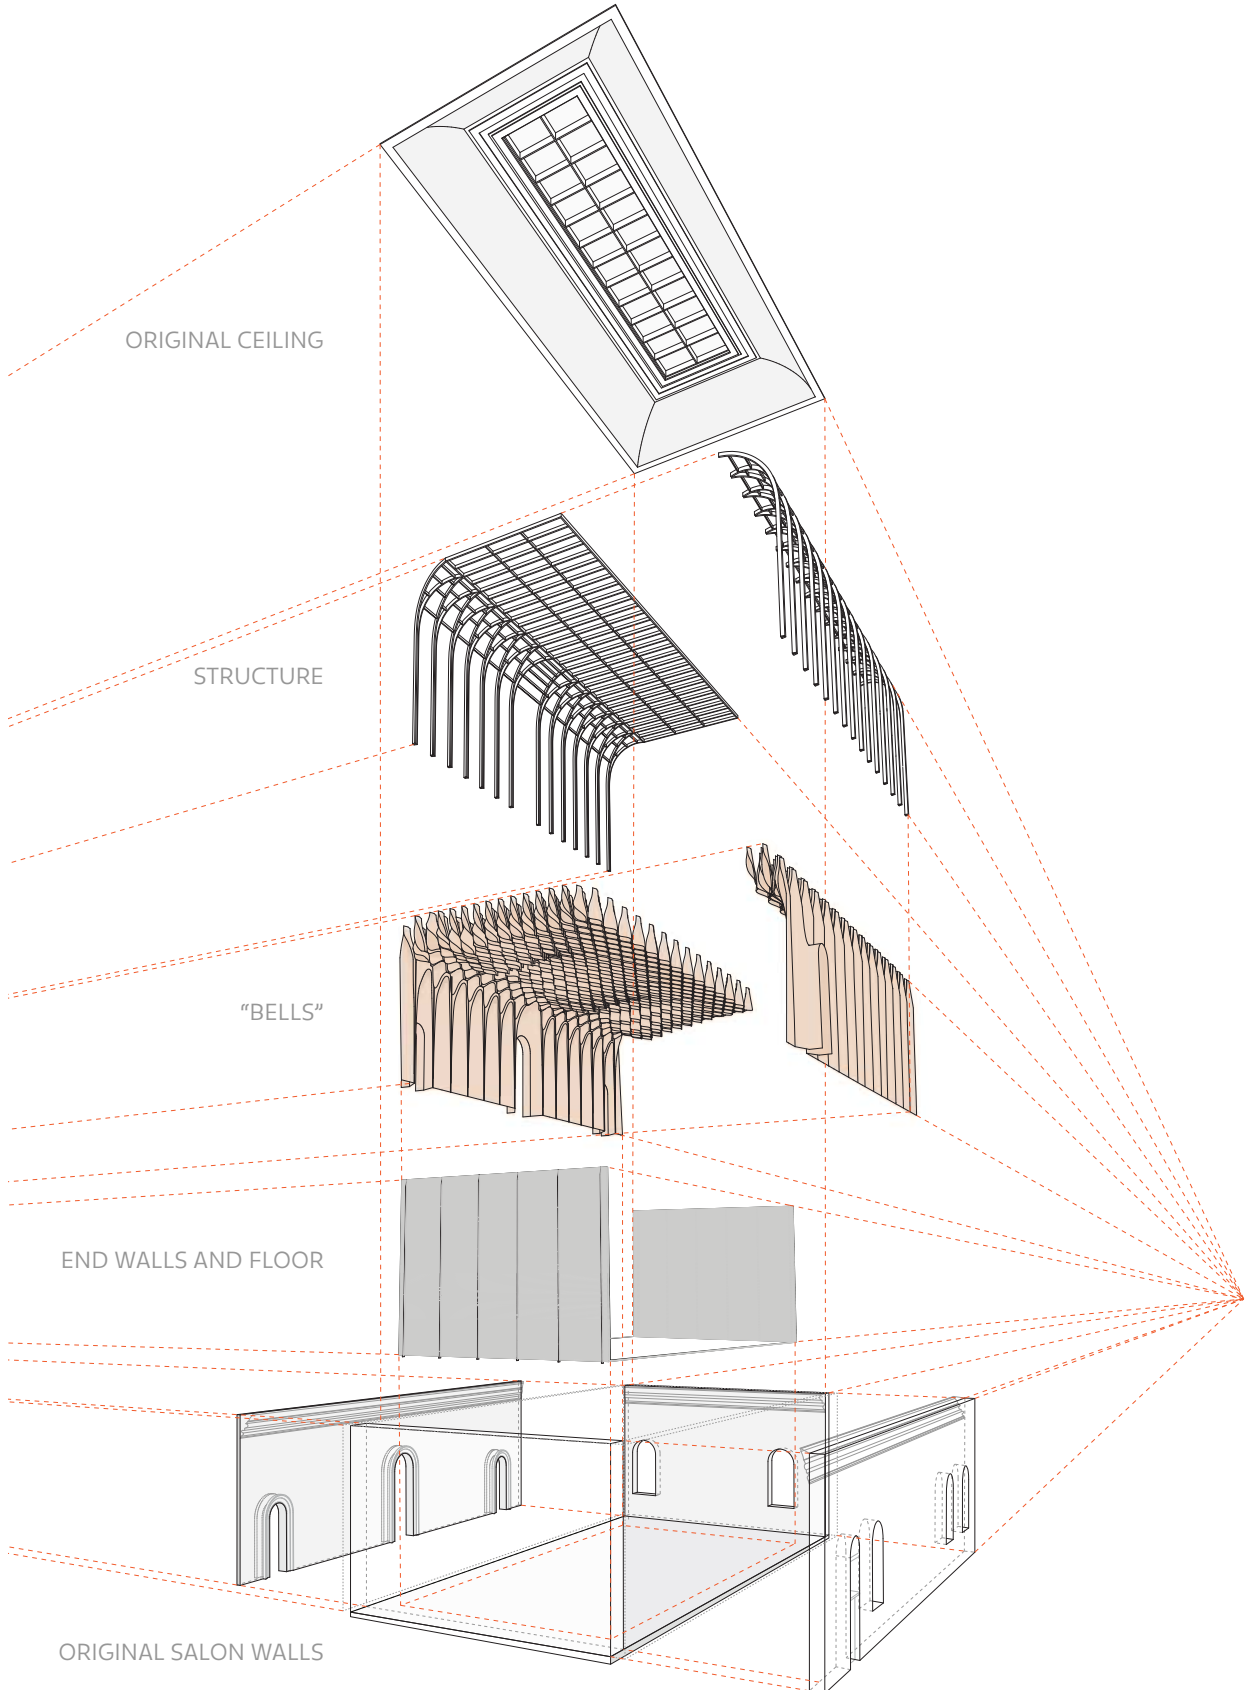 ORIGINAL CEILING
STRUCTURE
“BELLS”
END WALLS AND FLOOR
ORIGINAL SALON WALLS